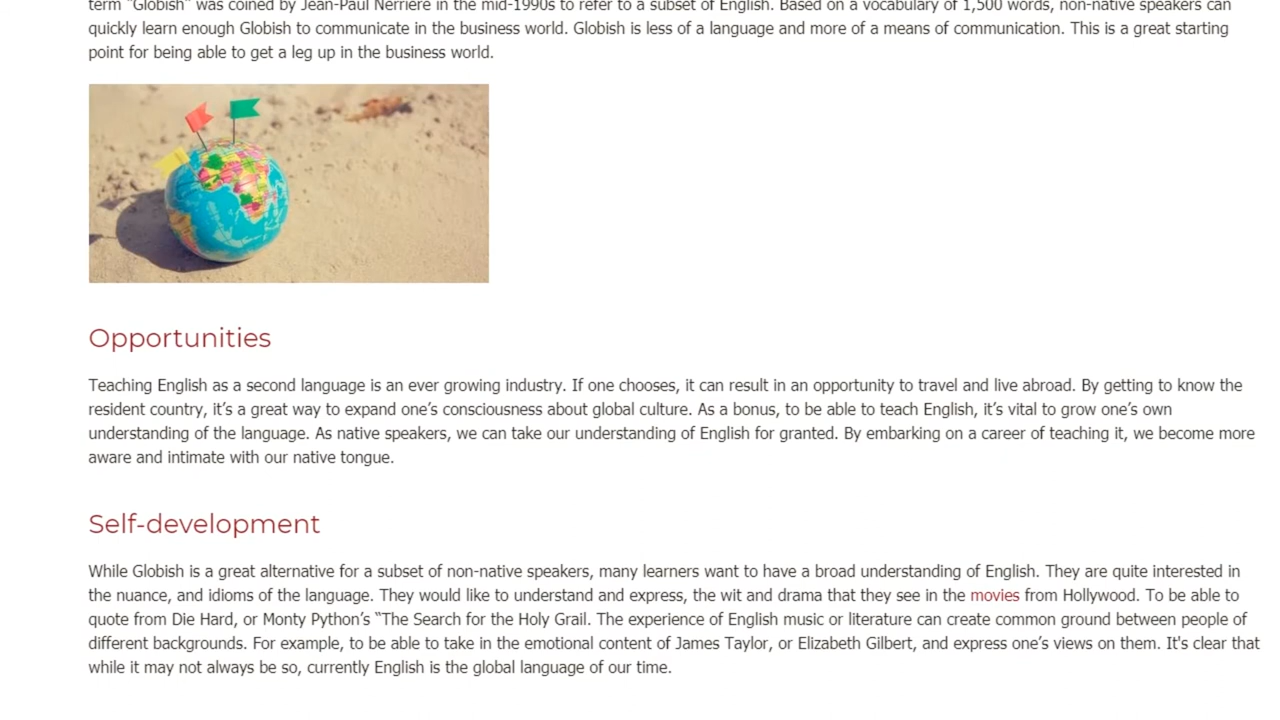 term "Globish" was coined by Jean-Paul Nerriere in the mid-1990s to refer to a subset of English. Based on a vocabulary of 1,500 words, non-native speakers can
quickly learn enough Globish to communicate in the business world. Globish is less of a language and more of a means of communication. This is a great starting
point for being able to get a leg up in the business world.
Opportunities
Teaching English as a second language is an ever growing industry. If one chooses, it can result in an opportunity to travel and live abroad. By getting to know the
resident country, it's a great way to expand one's consciousness about global culture. As a bonus, to be able to teach English, it's vital to grow one's own
understanding of the language. As native speakers, we can take our understanding of English for granted. By embarking on a career of teaching it, we become more
aware and intimate with our native tongue.
Self-development
While Globish is a great alternative for a subset of non-native speakers, many learners want to have a broad understanding of English. They are quite interested in
the nuance, and idioms of the language. They would like to understand and express, the wit and drama that they see in the movies from Hollywood. To be able to
quote from Die Hard, or Monty Python's "The Search for the Holy Grail. The experience of English music or literature can create common ground between people of
different backgrounds. For example, to be able to take in the emotional content of James Taylor, or Elizabeth Gilbert, and express one's views on them. It's clear that
while it may not always be so, currently English is the global language of our time.